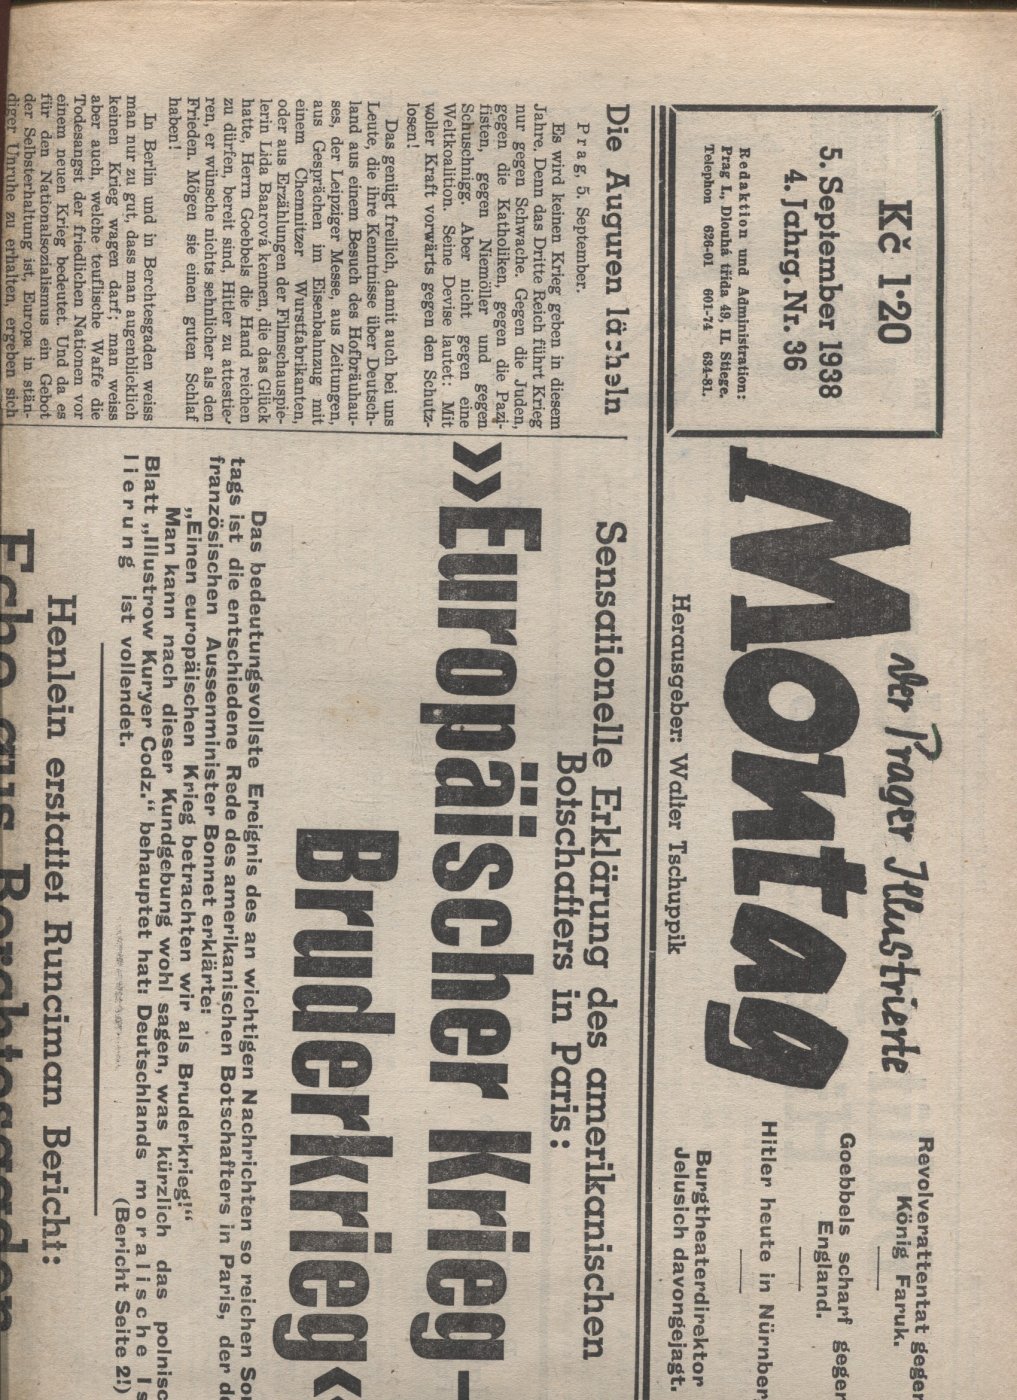 Kč 1·20
5. September 1938
4. Jahrg. Nr. 36
Redaktion und Administration:
Prag I., Dlouhá třída 49, II. Stiege.
Telephon 626-01 601-74 634-81.
der Prager Illustrierte
Montag
Herausgeber: Walter Tschuppik
Revolverattentat gegen
König Faruk.
Goebbels scharf gegen
England.
Hitler heute in Nürnberg
Burgtheaterdirektor
Jelusich davongejagt.
Die Auguren lächeln
Prag, 5. September.
Es wird keinen Krieg geben in diesem
Jahre. Denn das Dritte Reich führt Krieg
nur gegen Schwache. Gegen die Juden,
gegen die Katholiken, gegen die Pazi-
fisten, gegen Niemöller und gegen
Schuschnigg. Aber nicht gegen eine
Weltkoalition. Seine Devise lautet: Mit
voller Kraft vorwärts gegen den Schutz-
losen!
Das genügt freilich, damit auch bei uns
Leute, die ihre Kenntnisse über Deutsch-
land aus einem Besuch des Hofbräuhau-
ses, der Leipziger Messe, aus Zeitungen,
aus Gesprächen im Eisenbahnzug mit
einem Chemnitzer Wurstfabrikanten,
oder aus Erzählungen der Filmschauspie-
lerin Lida Baarová kennen, die das Glück
hatte, Herrn Goebbels die Hand reichen
zu dürfen, bereit sind, Hitler zu attestie-
ren, er wünsche nichts sehnlicher als den
Frieden. Mögen sie einen guten Schlaf
haben!
In Berlin und in Berchtesgaden weiss
man nur zu gut, dass man augenblicklich
keinen Krieg wagen darf; man weiss
aber auch, welche teuflische Waffe die
Todesangst der friedlichen Nationen vor
einem neuen Krieg bedeutet. Und da es
für den Nationalsozialismus ein Gebot
der Selbsterhaltung ist, Europa in stän-
diger Unruhe zu erhalten, ergeben sich
Sensationelle Erklärung des amerikanischen
Botschafters in Paris:
»Europäischer Krieg –
Bruderkrieg«
Das bedeutungsvollste Ereignis des an wichtigen Nachrichten so reichen Son
tags ist die entschiedene Rede des amerikanischen Botschafters in Paris, der de
französischen Aussenminister Bonnet erklärte:
„Einen europäischen Krieg betrachten wir als Bruderkrieg!“
Man kann nach dieser Kundgebung wohl sagen, was kürzlich das polnisc
Blatt „Illustrow Kuryer Codz.“ behauptet hat: Deutschlands moralische Is
lierung ist vollendet.
(Bericht Seite 2!)
Henlein erstattet Runciman Bericht:
Echo aus Berchtesgaden